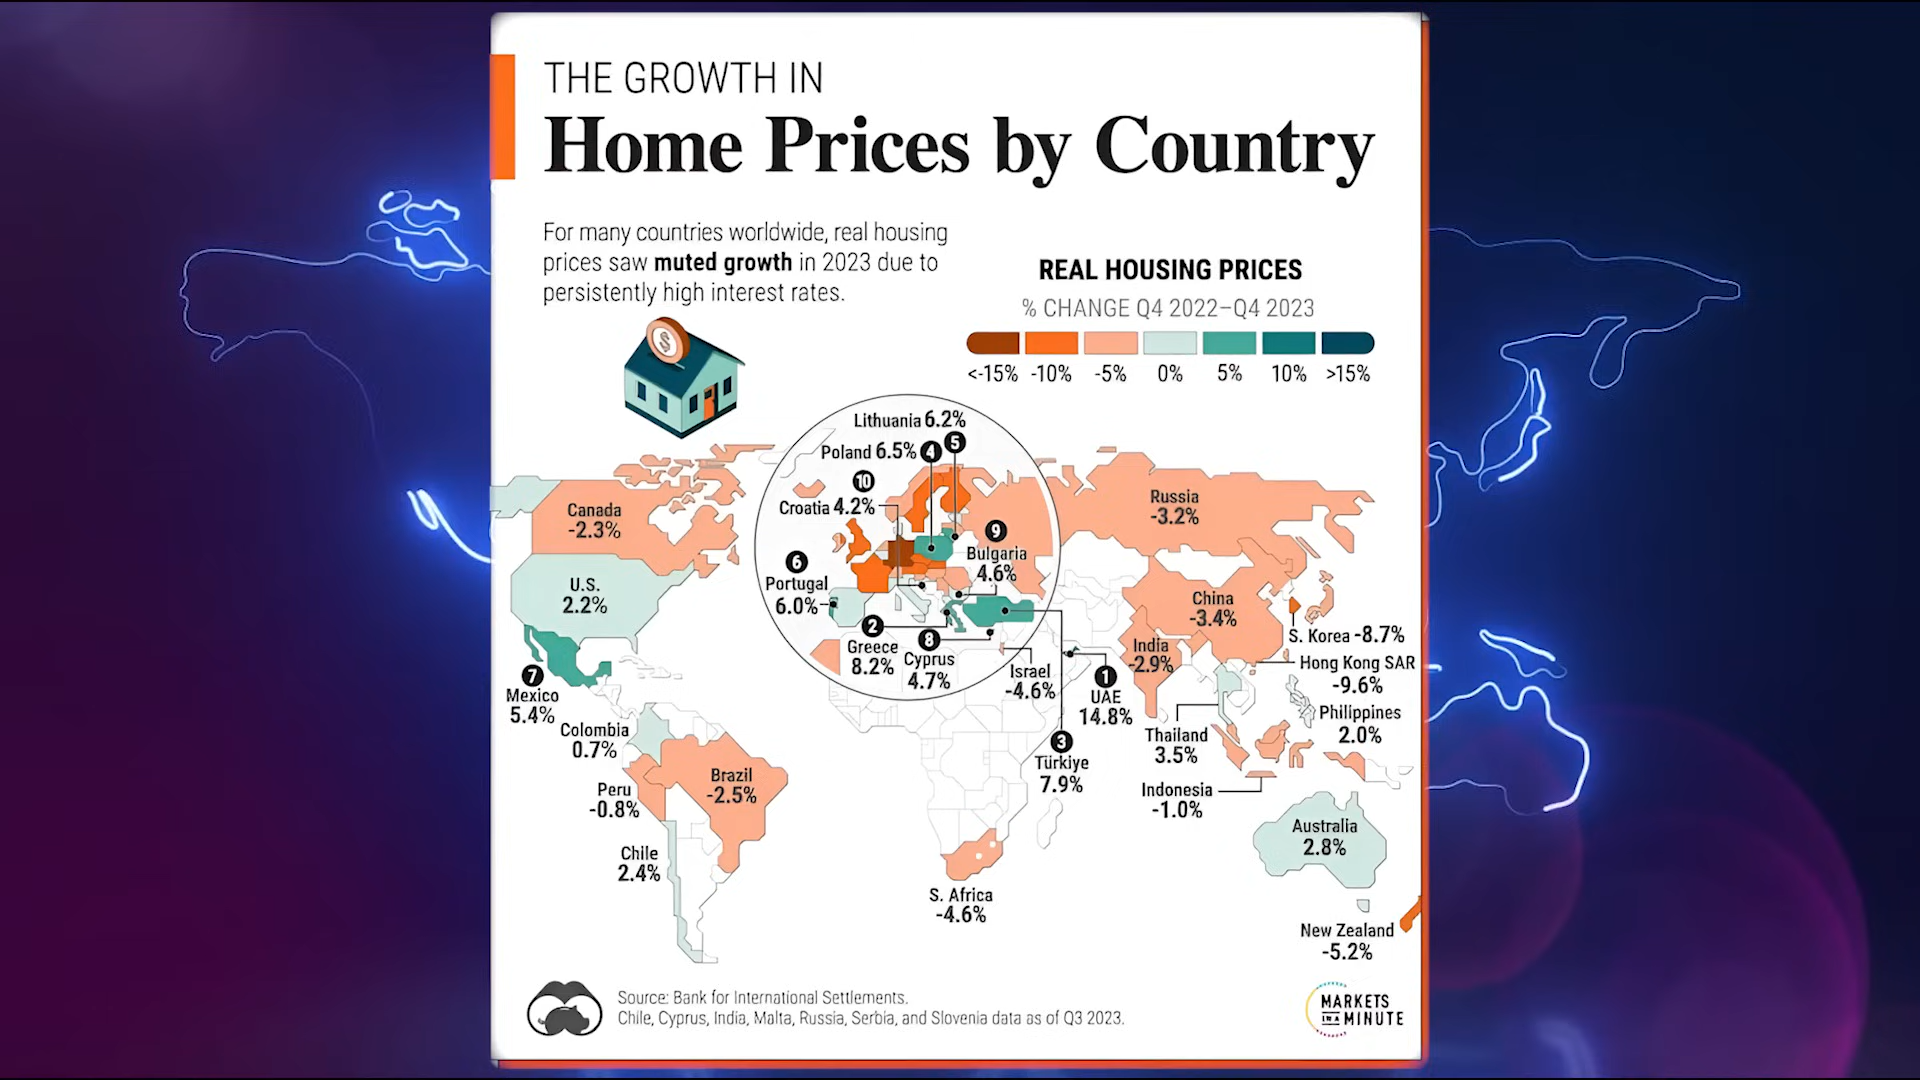 THE GROWTH IN
Home Prices by Country
For many countries worldwide, real housing
prices saw muted growth in 2023 due to
persistently high interest rates.
$
REAL HOUSING PRICES
% CHANGE Q4 2022–Q4 2023
<-15% -10% -5% 0% 5% 10% >15%
Lithuania 6.2%
5
Poland 6.5% 4
10
Croatia 4.2%
9
Bulgaria
4.6%
6
Portugal
6.0%
2
Greece
8.2%
8
Cyprus
4.7%
Israel
-4.6%
1
UAE
14.8%
3
Türkiye
7.9%
Canada
-2.3%
U.S.
2.2%
7
Mexico
5.4%
Colombia
0.7%
Peru
-0.8%
Brazil
-2.5%
Chile
2.4%
S. Africa
-4.6%
Russia
-3.2%
China
-3.4%
India
-2.9%
S. Korea -8.7%
Hong Kong SAR
-9.6%
Philippines
2.0%
Thailand
3.5%
Indonesia
-1.0%
Australia
2.8%
New Zealand
-5.2%
Source: Bank for International Settlements.
Chile, Cyprus, India, Malta, Russia, Serbia, and Slovenia data as of Q3 2023.
MARKETS
IN A MINUTE